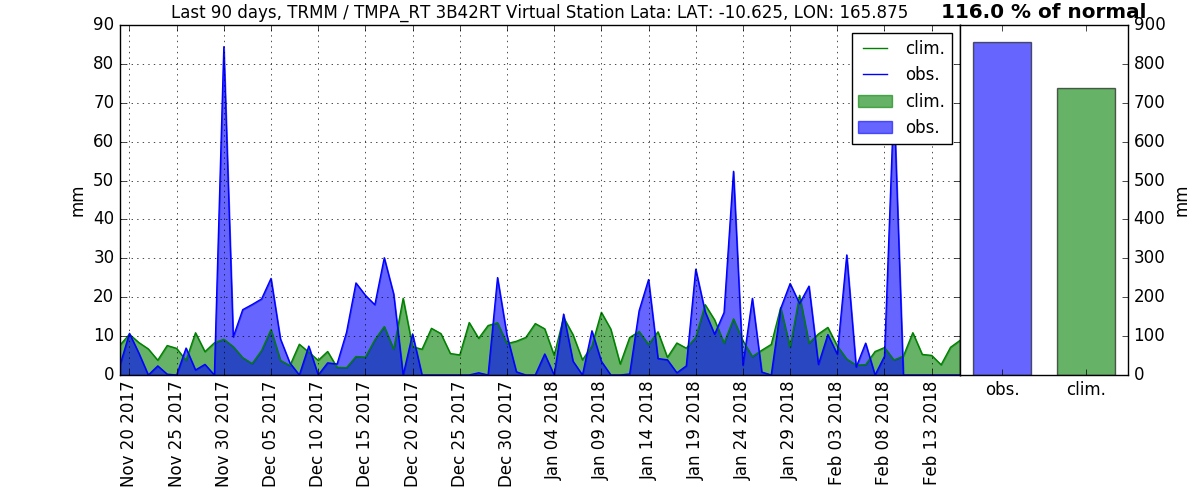 Last 90 days, TRMM / TMPA_RT 3B42RT Virtual Station Lata: LAT: -10.625, LON: 165.875
116.0 % of normal
90
80
70
60
50
40
30
20
10
0
mm
clim.
obs.
clim.
obs.
900
800
700
600
500
400
300
200
100
0
mm
obs.
clim.
Nov 20 2017
Nov 25 2017
Nov 30 2017
Dec 05 2017
Dec 10 2017
Dec 15 2017
Dec 20 2017
Dec 25 2017
Dec 30 2017
Jan 04 2018
Jan 09 2018
Jan 14 2018
Jan 19 2018
Jan 24 2018
Jan 29 2018
Feb 03 2018
Feb 08 2018
Feb 13 2018